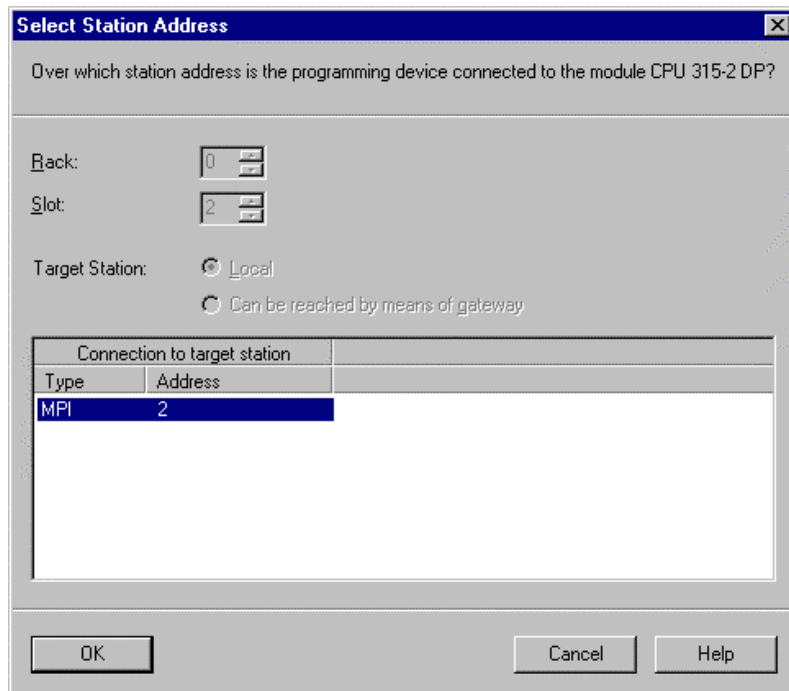 Select Station Address
Over which station address is the programming device connected to the module CPU 315-2 DP?
Rack: 0
Slot: 2
Target Station: Local
Can be reached by means of gateway
Connection to target station
Type Address
MPI 2
OK Cancel Help